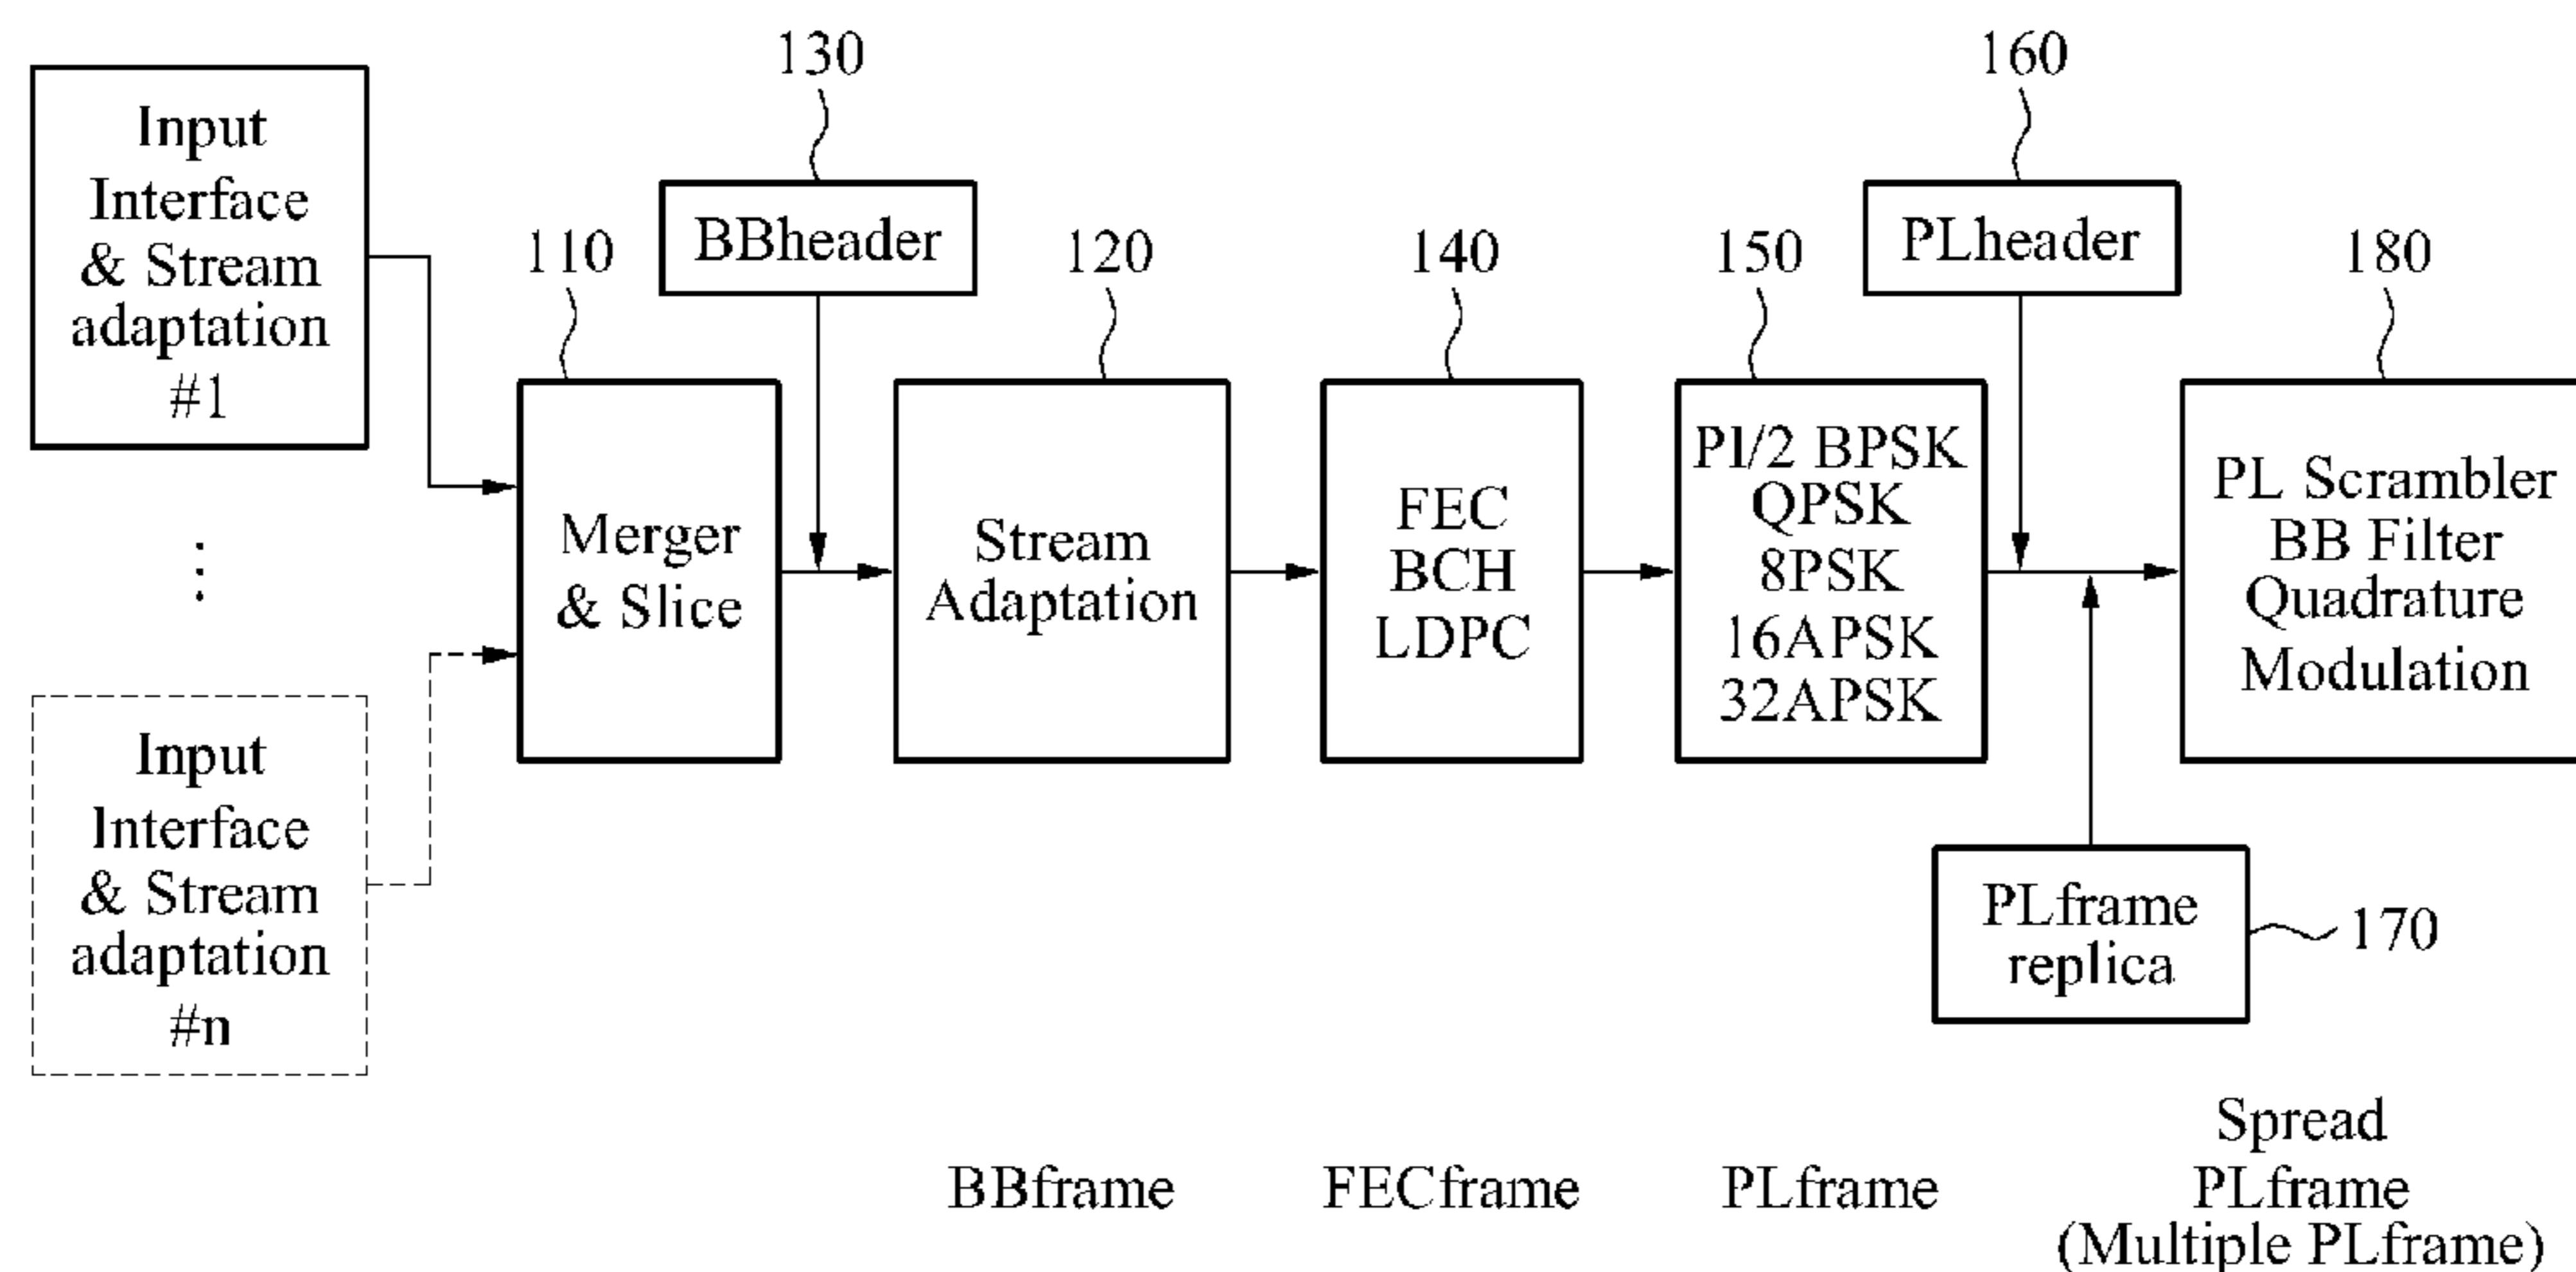 Input
Interface
& Stream
adaptation
#1
Input
Interface
& Stream
adaptation
#n
110
Merger
& Slice
130
BBheader
120
Stream
Adaptation
140
FEC
BCH
LDPC
150
PI/2 BPSK
QPSK
8PSK
16APSK
32APSK
160
PLheader
PLframe
replica
170
180
PL Scrambler
BB Filter
Quadrature
Modulation
BBframe
FECframe
PLframe
Spread
PLframe
(Multiple PLframe)